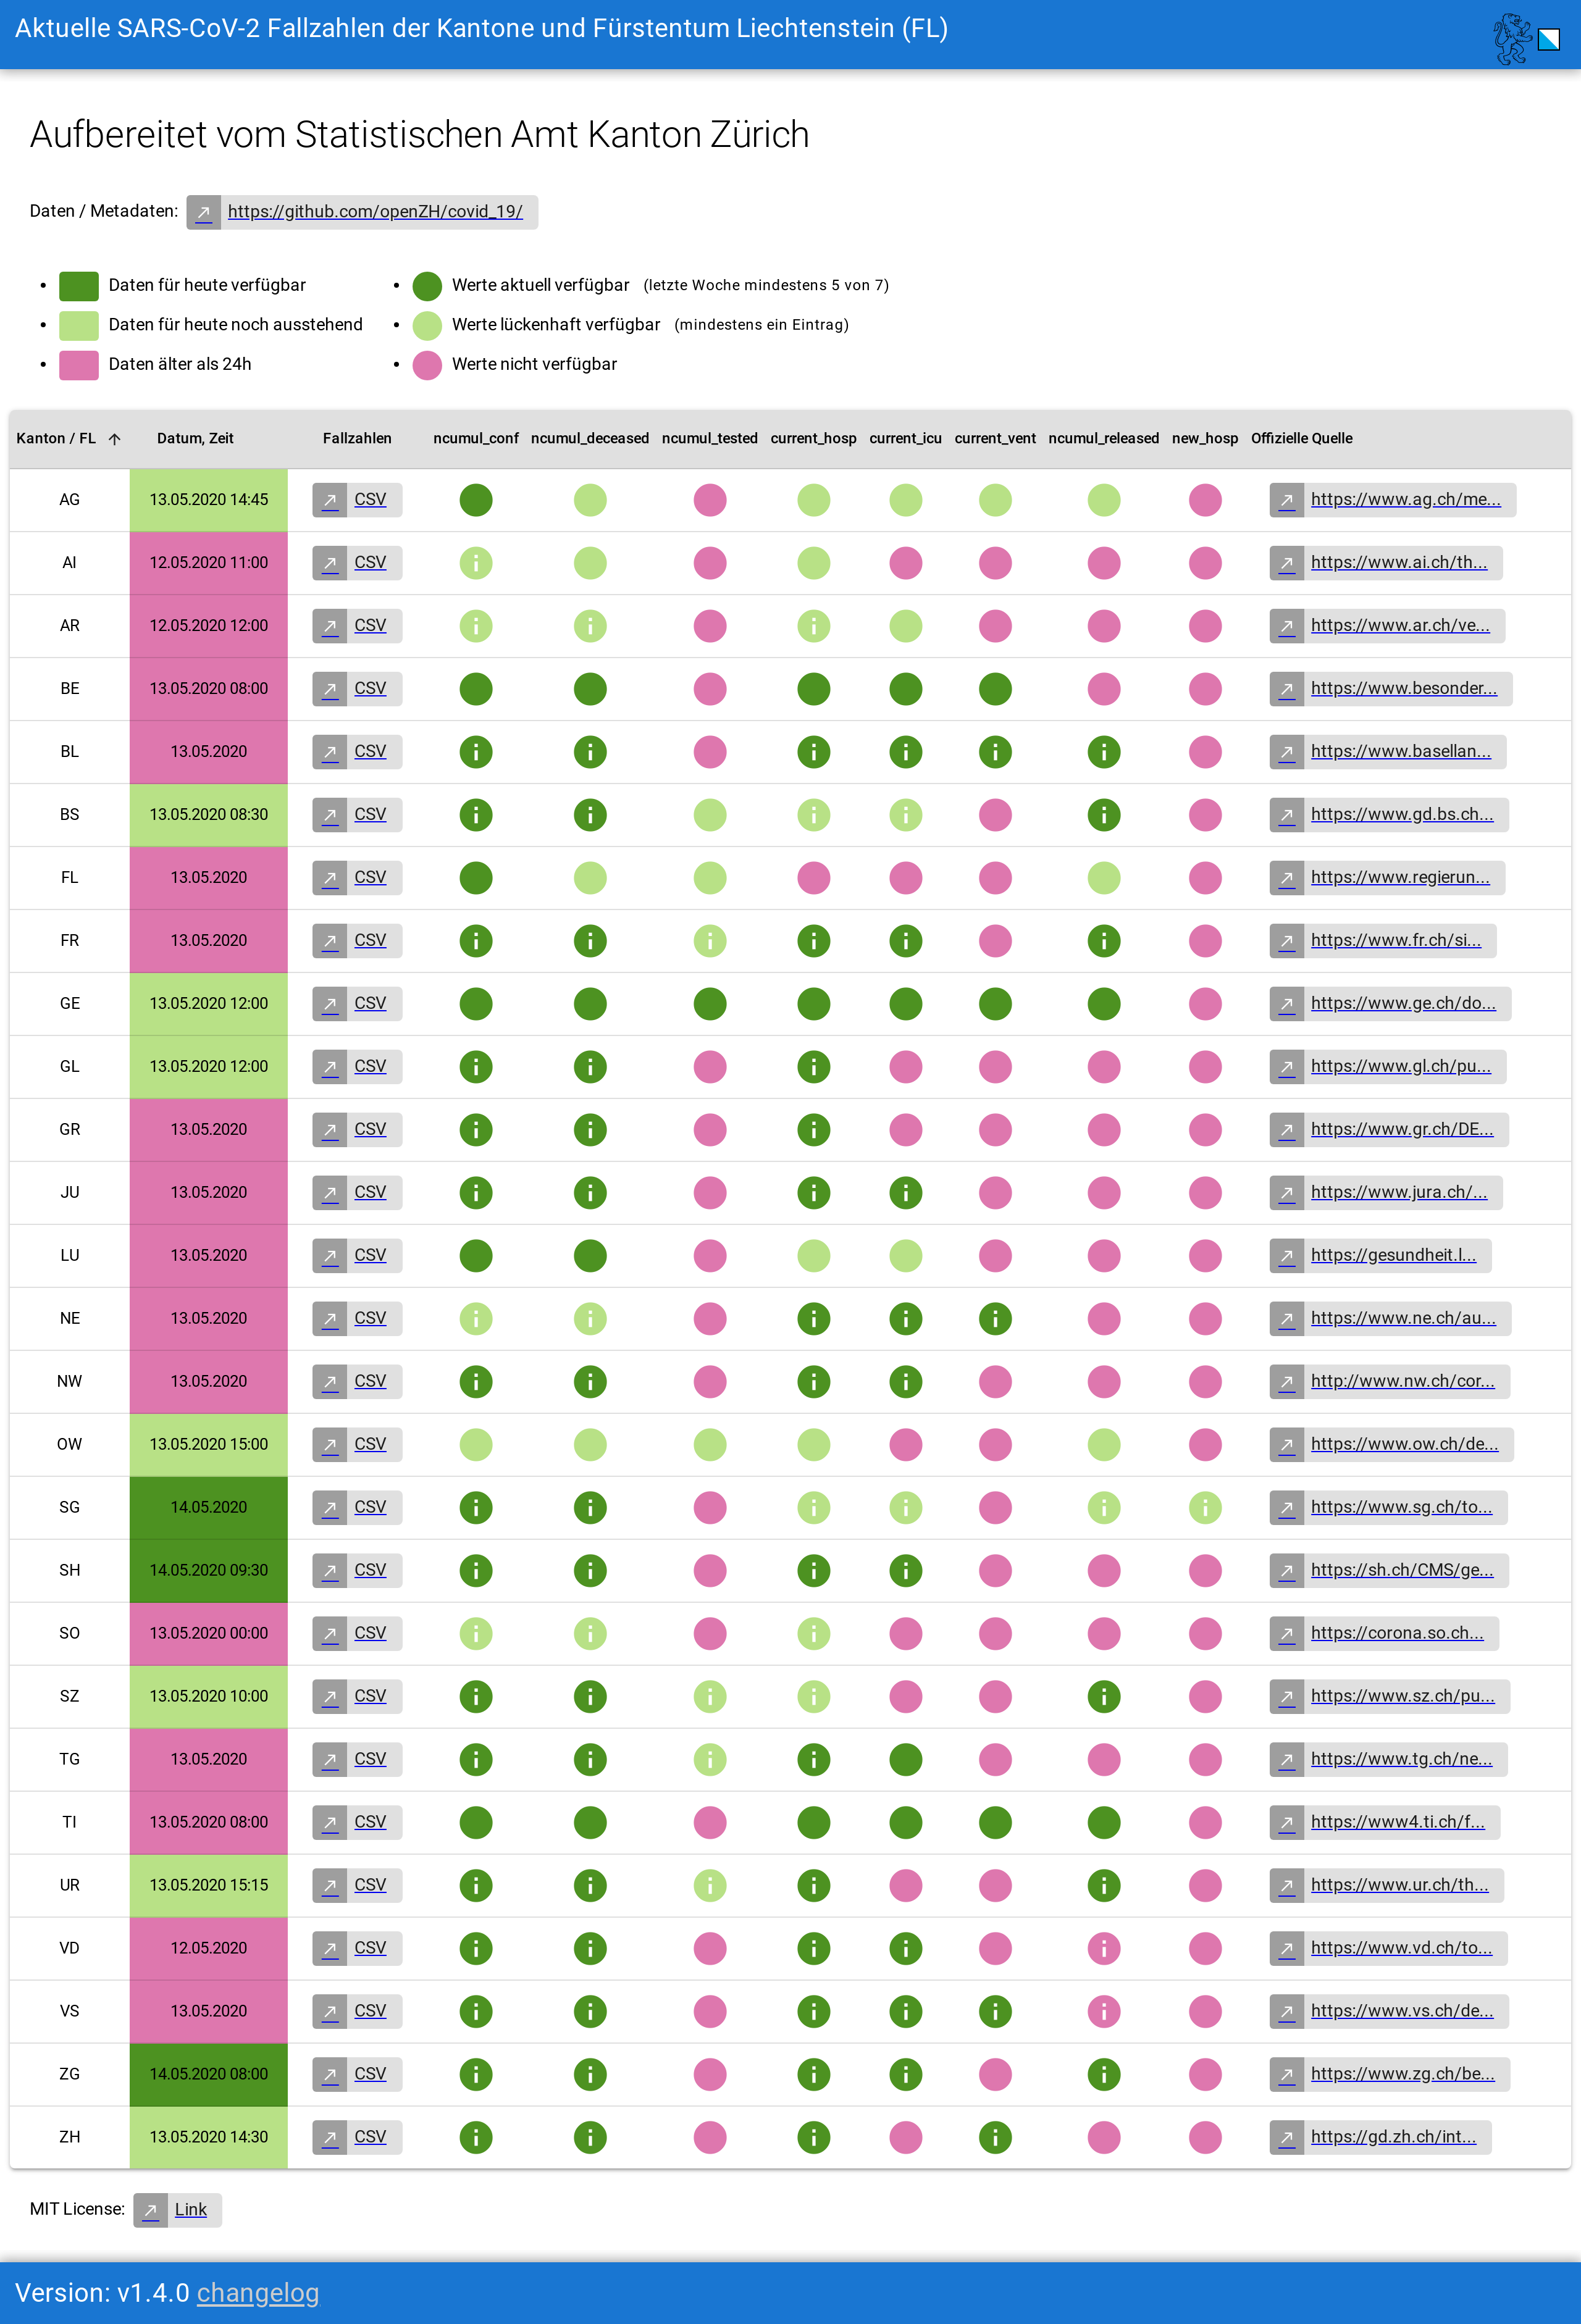 Aktuelle SARS-CoV-2 Fallzahlen der Kantone und Fürstentum Liechtenstein (FL)
Aufbereitet vom Statistischen Amt Kanton Zürich
Daten / Metadaten: https://github.com/openZH/covid_19/
Daten für heute verfügbar
Daten für heute noch ausstehend
Daten älter als 24h
Werte aktuell verfügbar (letzte Woche mindestens 5 von 7)
Werte lückenhaft verfügbar (mindestens ein Eintrag)
Werte nicht verfügbar
Kanton / FL Datum, Zeit Fallzahlen ncumul_conf ncumul_deceased ncumul_tested current_hosp current_icu current_vent ncumul_released new_hosp Offizielle Quelle
AG 13.05.2020 14:45 CSV https://www.ag.ch/me...
AI 12.05.2020 11:00 CSV https://www.ai.ch/th...
AR 12.05.2020 12:00 CSV https://www.ar.ch/ve...
BE 13.05.2020 08:00 CSV https://www.besonder...
BL 13.05.2020 CSV https://www.basellan...
BS 13.05.2020 08:30 CSV https://www.gd.bs.ch...
FL 13.05.2020 CSV https://www.regierun...
FR 13.05.2020 CSV https://www.fr.ch/si...
GE 13.05.2020 12:00 CSV https://www.ge.ch/do...
GL 13.05.2020 12:00 CSV https://www.gl.ch/pu...
GR 13.05.2020 CSV https://www.gr.ch/DE...
JU 13.05.2020 CSV https://www.jura.ch/...
LU 13.05.2020 CSV https://gesundheit.l...
NE 13.05.2020 CSV https://www.ne.ch/au...
NW 13.05.2020 CSV http://www.nw.ch/cor...
OW 13.05.2020 15:00 CSV https://www.ow.ch/de...
SG 14.05.2020 CSV https://www.sg.ch/to...
SH 14.05.2020 09:30 CSV https://sh.ch/CMS/ge...
SO 13.05.2020 00:00 CSV https://corona.so.ch...
SZ 13.05.2020 10:00 CSV https://www.sz.ch/pu...
TG 13.05.2020 CSV https://www.tg.ch/ne...
TI 13.05.2020 08:00 CSV https://www4.ti.ch/f...
UR 13.05.2020 15:15 CSV https://www.ur.ch/th...
VD 12.05.2020 CSV https://www.vd.ch/to...
VS 13.05.2020 CSV https://www.vs.ch/de...
ZG 14.05.2020 08:00 CSV https://www.zg.ch/be...
ZH 13.05.2020 14:30 CSV https://gd.zh.ch/int...
MIT License: Link
Version: v1.4.0 changelog